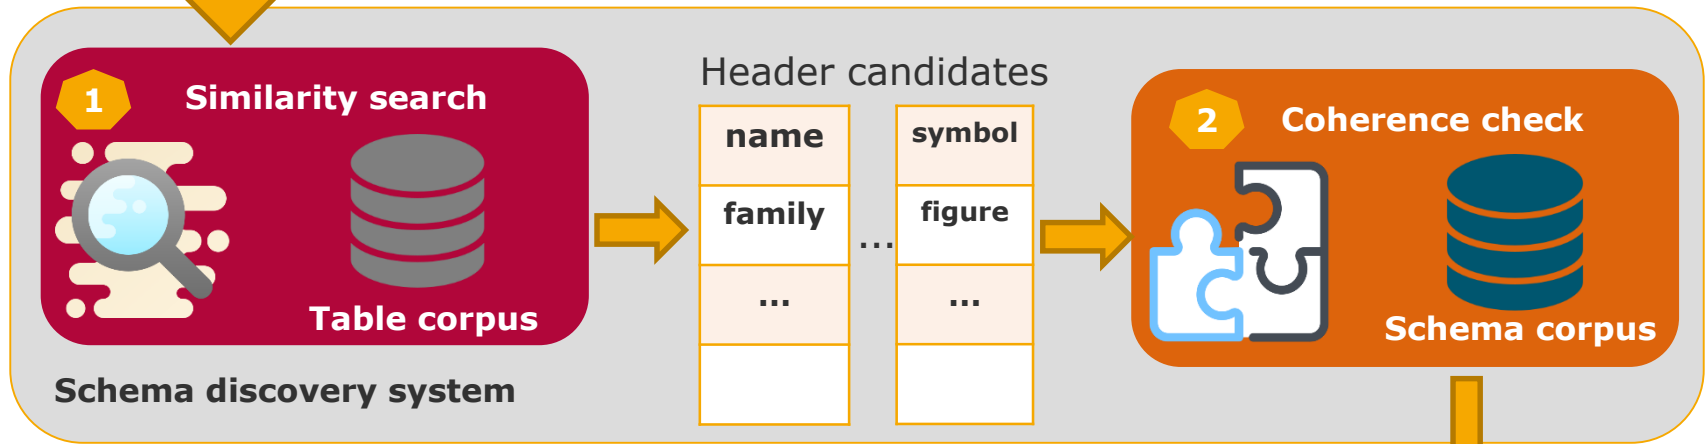 1
Similarity search
Table corpus
Schema discovery system
Header candidates
name
family
...
...
symbol
figure
...
2
Coherence check
Schema corpus